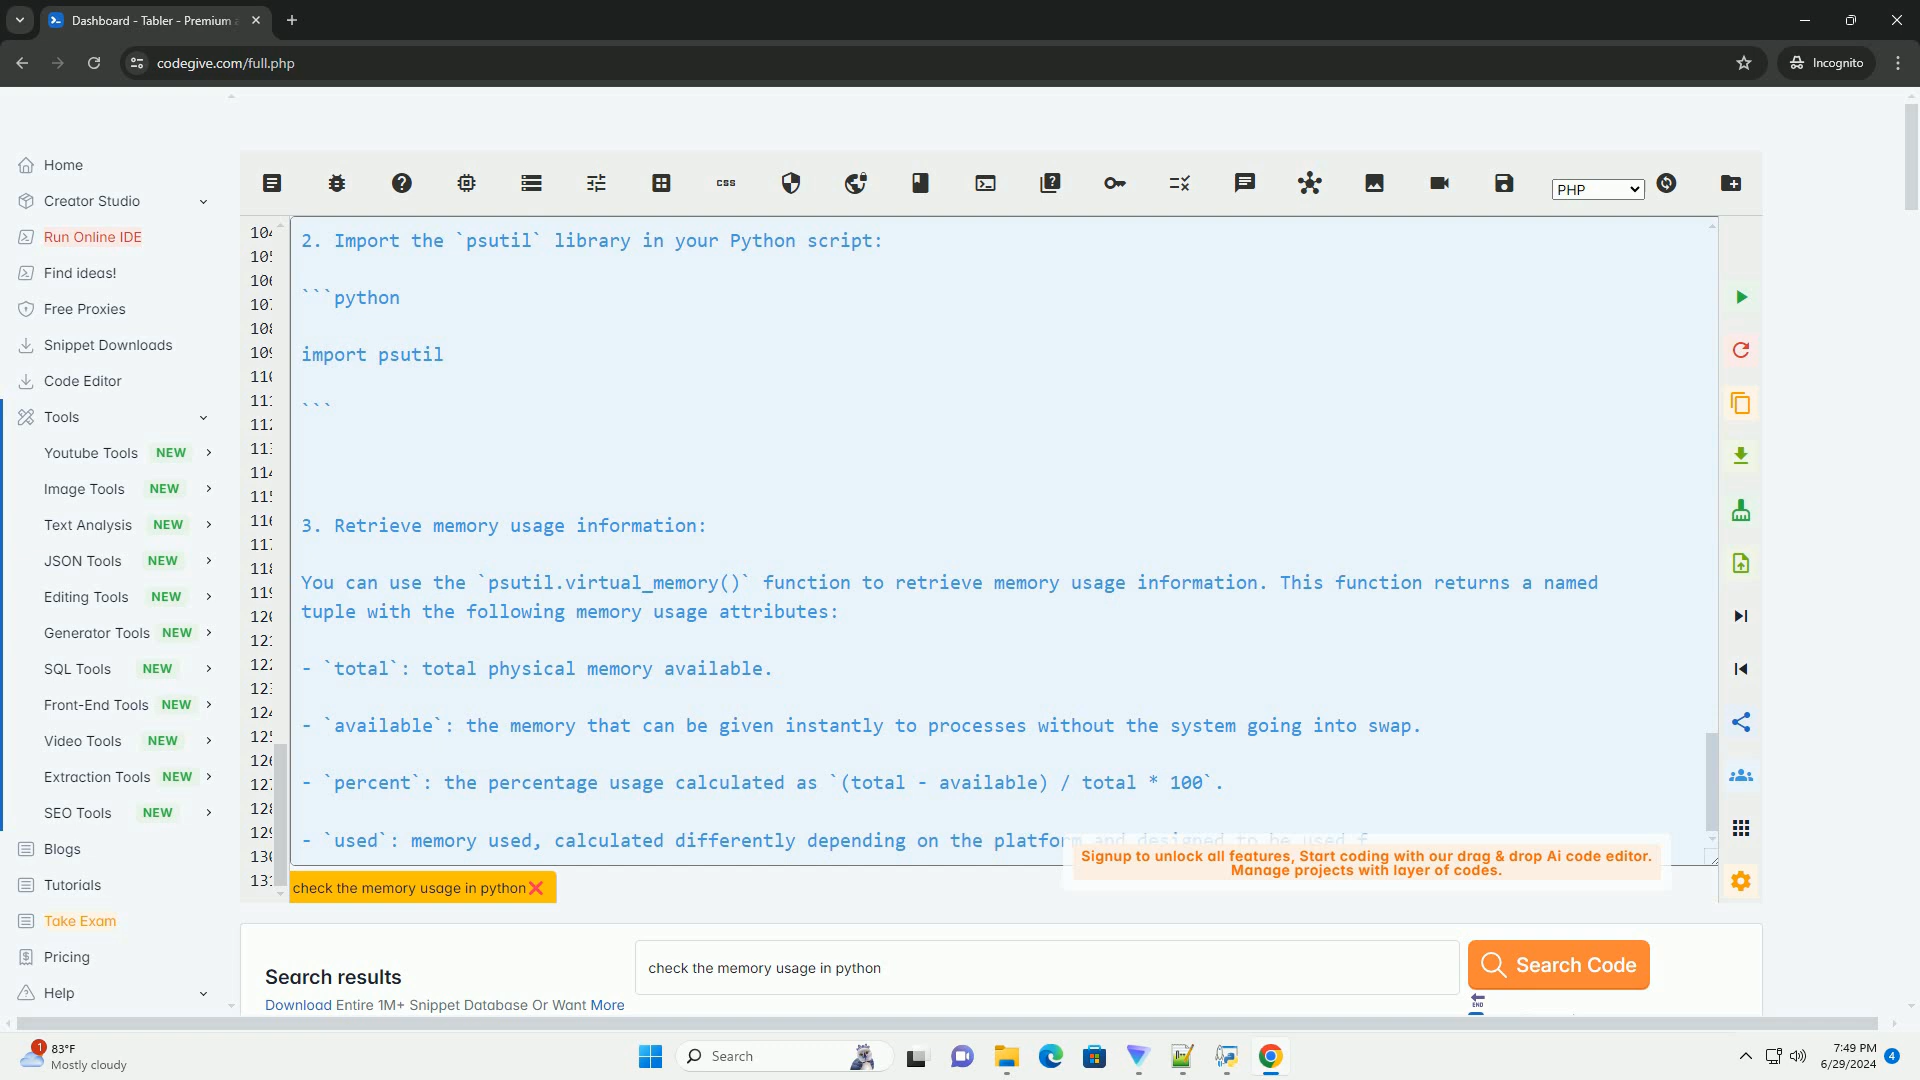 Dashboard - Tabler - Premium
codegive.com/full.php
Incognito
Home
Creator Studio
Run Online IDE
Find ideas!
Free Proxies
Snippet Downloads
Code Editor
Tools
Youtube Tools NEW
Image Tools NEW
Text Analysis NEW
JSON Tools NEW
Editing Tools NEW
Generator Tools NEW
SQL Tools NEW
Front-End Tools NEW
Video Tools NEW
Extraction Tools NEW
SEO Tools NEW
Blogs
Tutorials
Take Exam
Pricing
Help
css
PHP
2. Import the `psutil` library in your Python script:
```python
import psutil
```
3. Retrieve memory usage information:
You can use the `psutil.virtual_memory()` function to retrieve memory usage information. This function returns a named
tuple with the following memory usage attributes:
- `total`: total physical memory available.
- `available`: the memory that can be given instantly to processes without the system going into swap.
- `percent`: the percentage usage calculated as `(total - available) / total * 100`.
- `used`: memory used, calculated differently depending on the platform and designed to be used f
Signup to unlock all features, Start coding with our drag & drop Ai code editor.
Manage projects with layer of codes.
check the memory usage in python
Search results
Download Entire 1M+ Snippet Database Or Want More
check the memory usage in python
Search Code
END
1
83°F
Mostly cloudy
Search
7:49 PM
6/29/2024
4